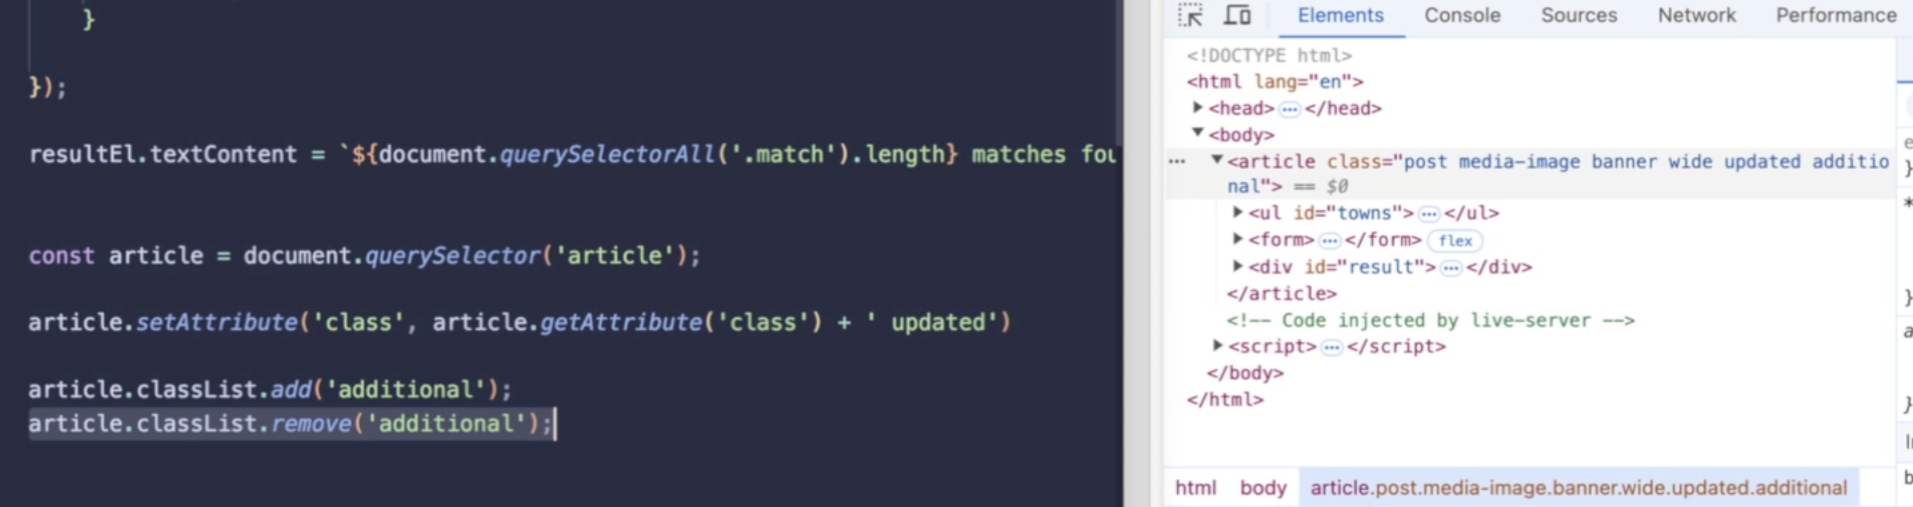 }
});
resultEl.textContent = `${document.querySelectorAll('.match').length} matches
const article = document.querySelector('article');
article.setAttribute('class', article.getAttribute('class') + ' updated')
article.classList.add('additional');
article.classList.remove('additional');
Elements Console Sources Network Performance
<!DOCTYPE html>
<html lang="en">
<head> ⋯ </head>
<body>
<article class="post media-image banner wide updated additio
nal"> == $0
<ul id="towns"> ⋯ </ul>
<form> ⋯ </form> flex
<div id="result"> ⋯ </div>
</article>
<!-- Code injected by live-server -->
<script> ⋯ </script>
</body>
</html>
html body article.post.media-image.banner.wide.updated.additional